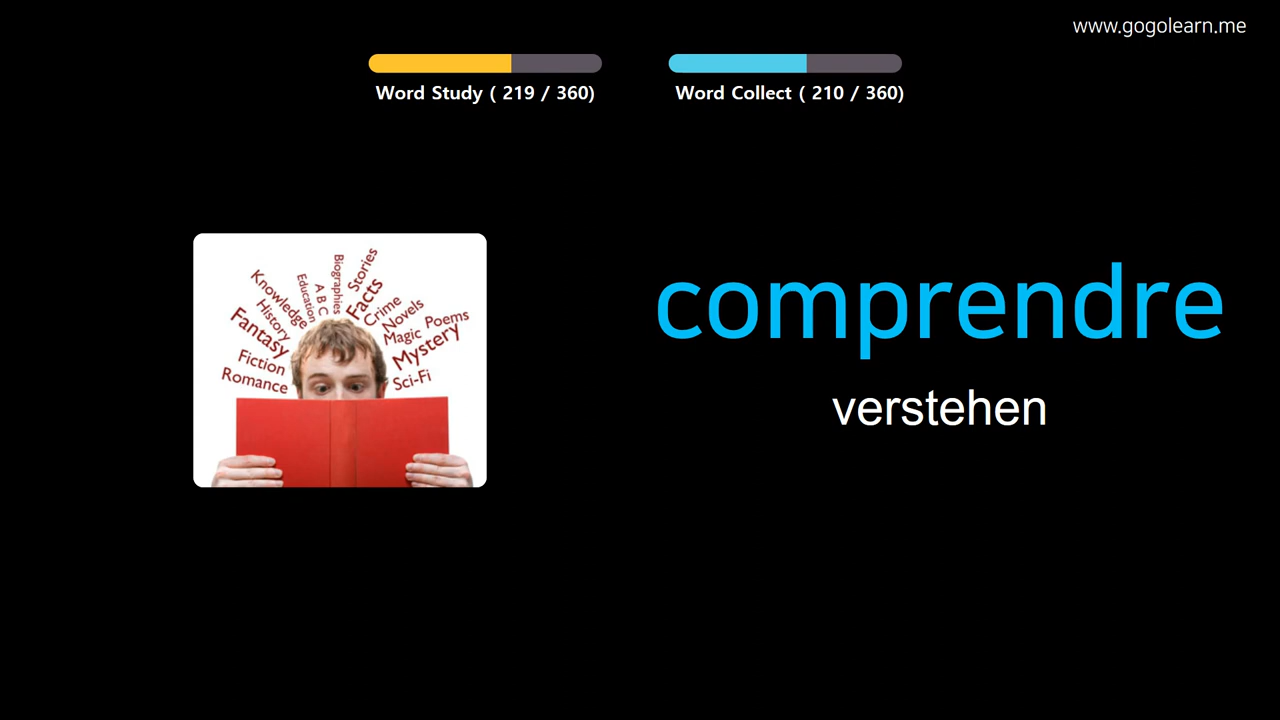 www.gogolearn.me
Word Study ( 219 / 360)
Word Collect ( 210 / 360)
comprendre
verstehen
Knowledge
History
Fantasy
Fiction
Romance
Education
A B C
Biographies
Stories
Facts
Crime
Novels
Magic
Poems
Mystery
Sci-Fi